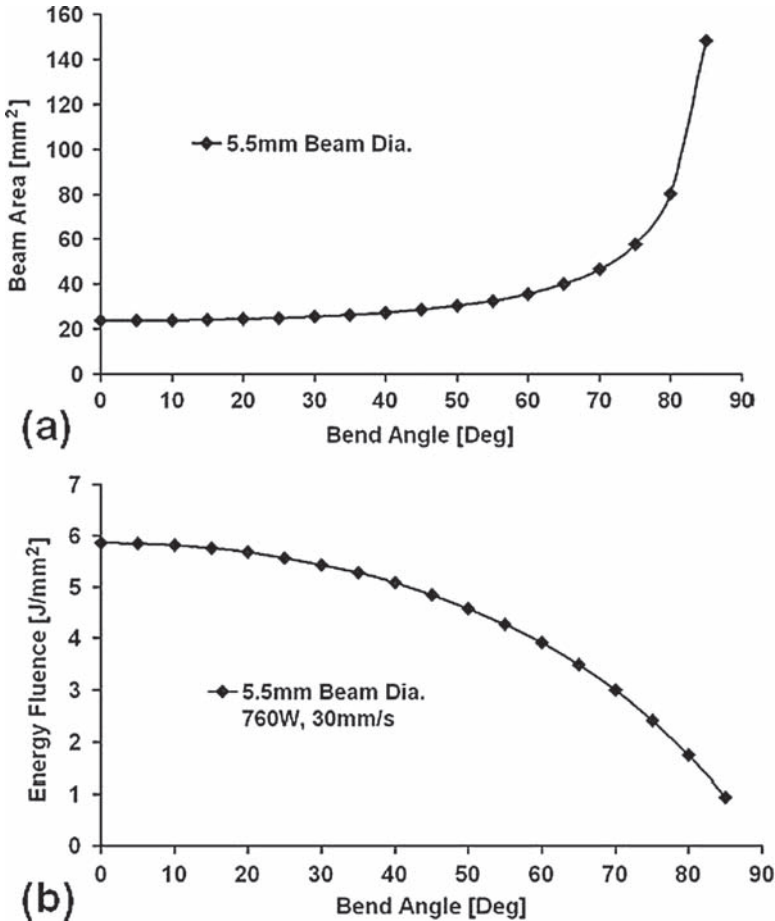 160
140
120
100
80
60
40
20
0
Beam Area [mm²]
5.5mm Beam Dia.
0 10 20 30 40 50 60 70 80 90
Bend Angle [Deg]
(a)
7
6
5
4
3
2
1
0
Energy Fluence [J/mm²]
5.5mm Beam Dia.
760W, 30mm/s
0 10 20 30 40 50 60 70 80 90
Bend Angle [Deg]
(b)